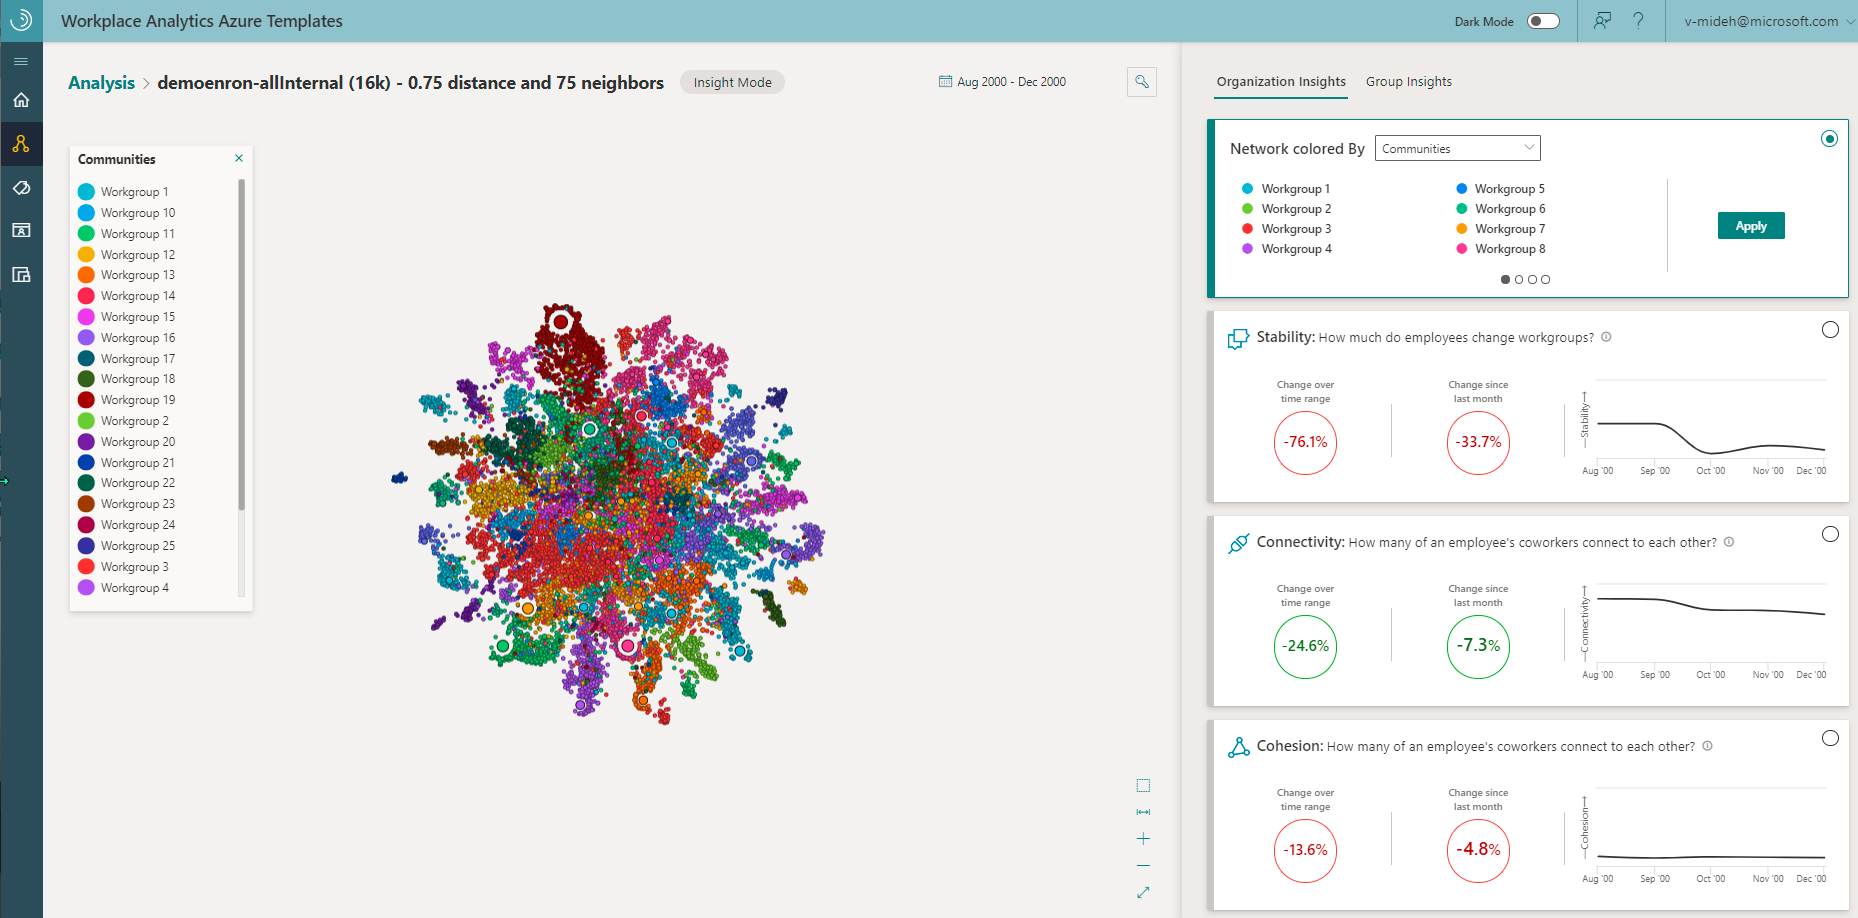 Workplace Analytics Azure Templates
Dark Mode
?
v-mideh@microsoft.com
Analysis > demoenron-allInternal (16k) - 0.75 distance and 75 neighbors
Insight Mode
Aug 2000 - Dec 2000
Communities
Workgroup 1
Workgroup 10
Workgroup 11
Workgroup 12
Workgroup 13
Workgroup 14
Workgroup 15
Workgroup 16
Workgroup 17
Workgroup 18
Workgroup 19
Workgroup 2
Workgroup 20
Workgroup 21
Workgroup 22
Workgroup 23
Workgroup 24
Workgroup 25
Workgroup 3
Workgroup 4
Organization Insights
Group Insights
Network colored By
Communities
Workgroup 1
Workgroup 2
Workgroup 3
Workgroup 4
Workgroup 5
Workgroup 6
Workgroup 7
Workgroup 8
Apply
Stability: How much do employees change workgroups?
Change over
time range
-76.1%
Change since
last month
-33.7%
Stability
Aug '00 Sep '00 Oct '00 Nov '00 Dec '00
Connectivity: How many of an employee's coworkers connect to each other?
Change over
time range
-24.6%
Change since
last month
-7.3%
Connectivity
Aug '00 Sep '00 Oct '00 Nov '00 Dec '00
Cohesion: How many of an employee's coworkers connect to each other?
Change over
time range
-13.6%
Change since
last month
-4.8%
Cohesion
Aug '00 Sep '00 Oct '00 Nov '00 Dec '00